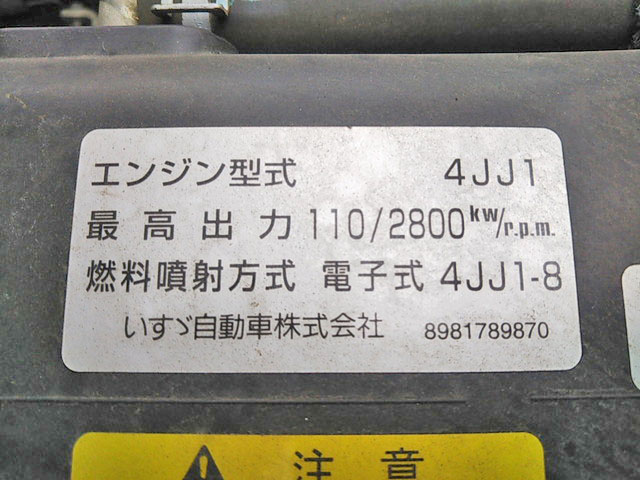 エンジン型式 4JJ1
最高出力 110/2800 kw/r.p.m.
燃料噴射方式 電子式 4JJ1-8
いすゞ自動車株式会社 8981789870
注意